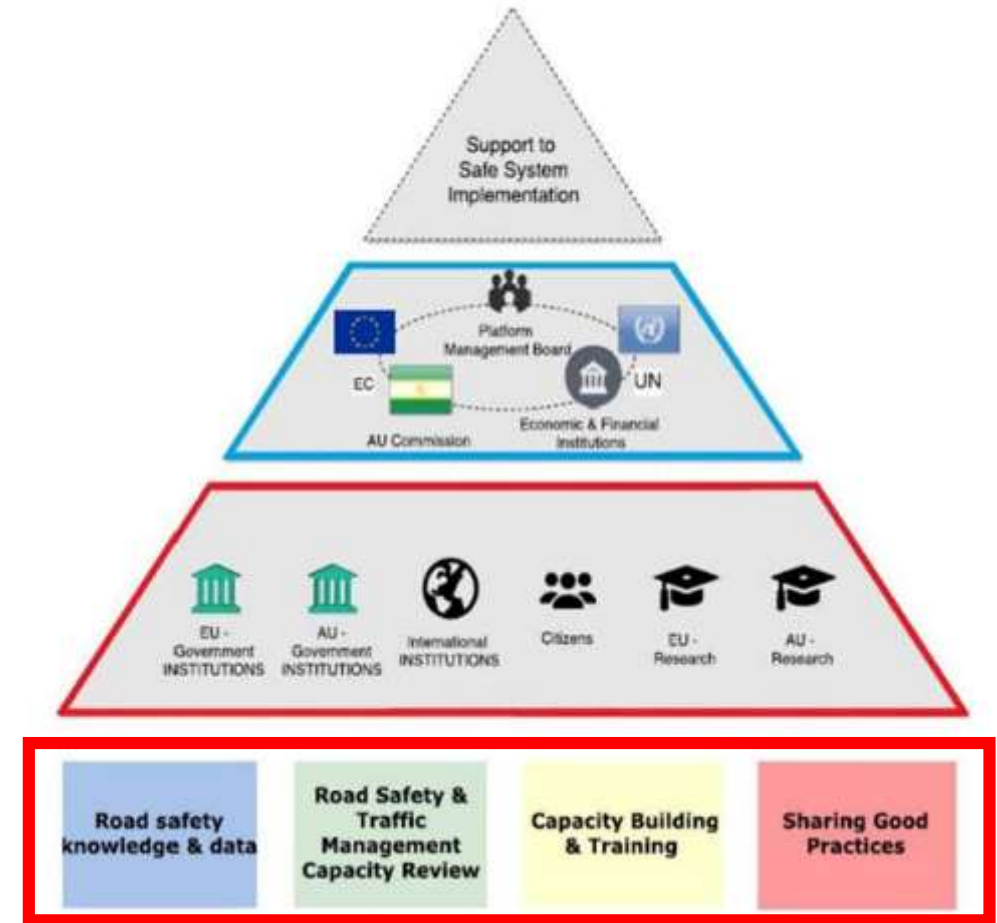 Support to
Safe System
Implementation
Platform
Management Board
EC
UN
AU Commission
Economic & Financial
Institutions
EU -
Government
INSTITUTIONS
AU -
Government
INSTITUTIONS
International
INSTITUTIONS
Citizens
EU -
Research
AU -
Research
Road safety
knowledge & data
Road Safety &
Traffic
Management
Capacity Review
Capacity Building
& Training
Sharing Good
Practices